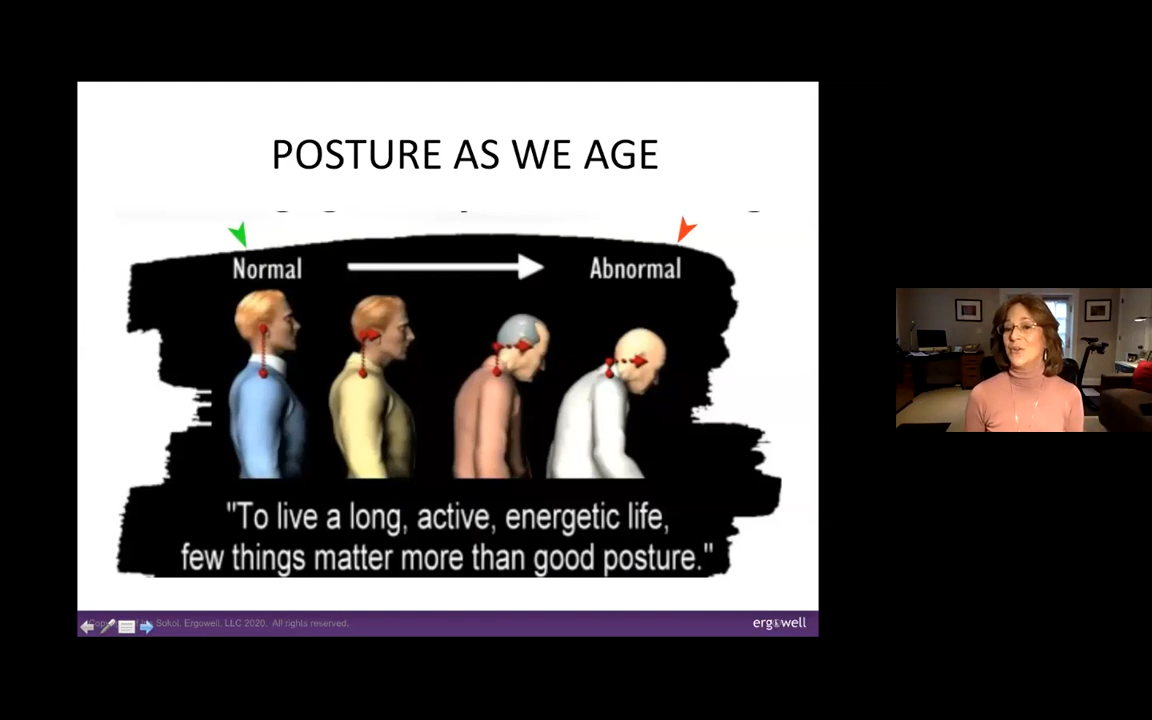 POSTURE AS WE AGE
Normal
Abnormal
"To live a long, active, energetic life,
few things matter more than good posture."
Sokol. Ergowell, LLC 2020. All rights reserved.
ergowell